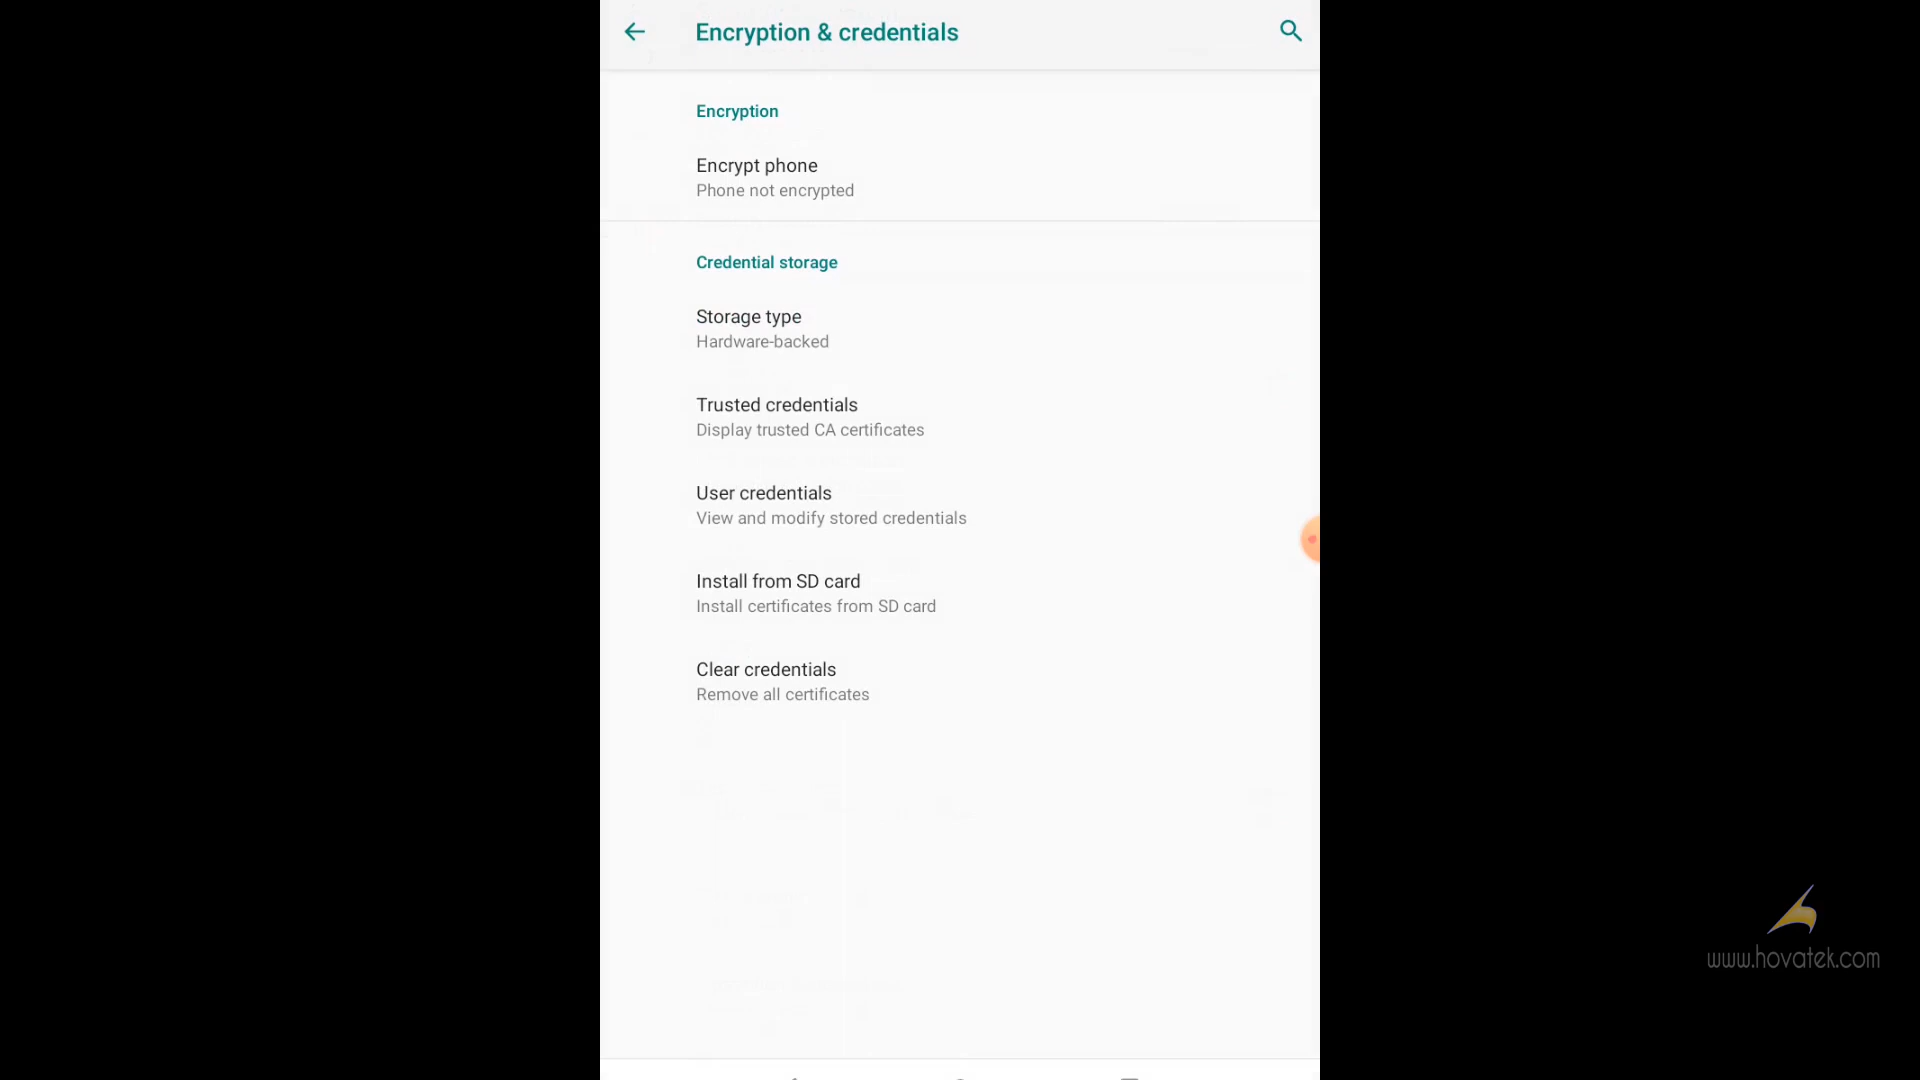 Encryption & credentials
Encryption
Encrypt phone
Phone not encrypted
Credential storage
Storage type
Hardware-backed
Trusted credentials
Display trusted CA certificates
User credentials
View and modify stored credentials
Install from SD card
Install certificates from SD card
Clear credentials
Remove all certificates
www.hovatek.com